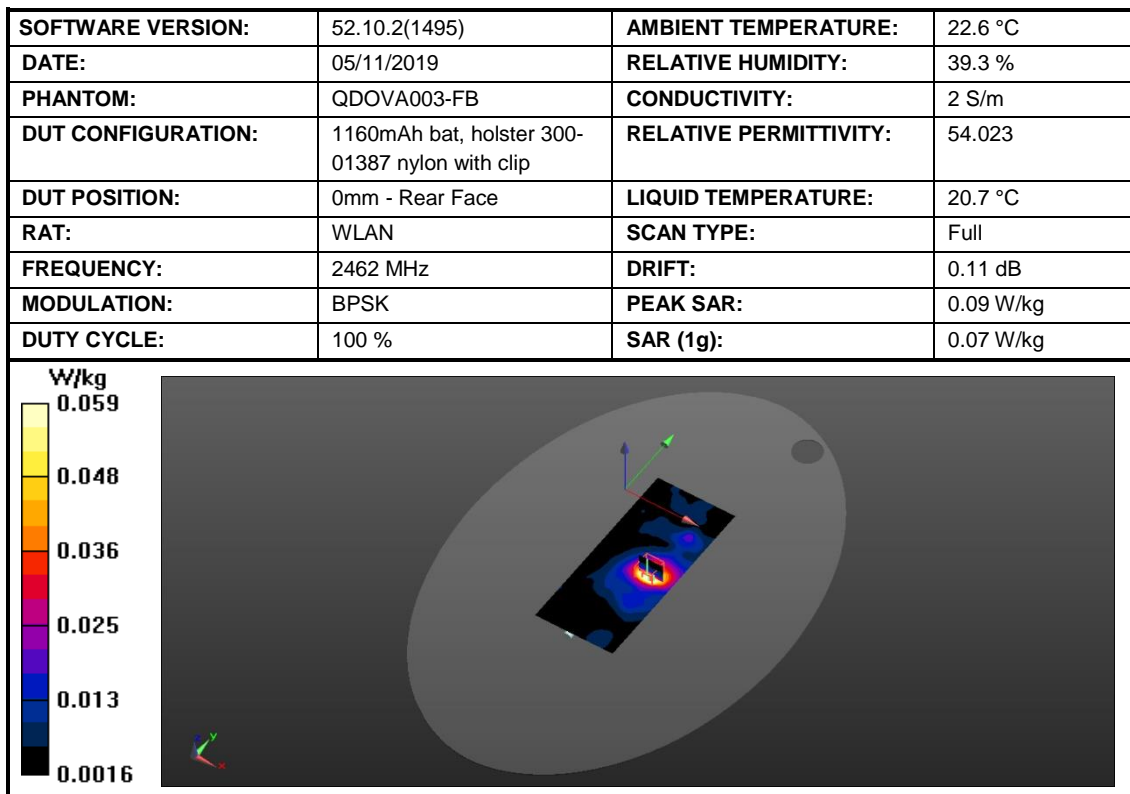 SOFTWARE VERSION: 52.10.2(1495) AMBIENT TEMPERATURE: 22.6 °C
DATE: 05/11/2019 RELATIVE HUMIDITY: 39.3 %
PHANTOM: QDOVA003-FB CONDUCTIVITY: 2 S/m
DUT CONFIGURATION: 1160mAh bat, holster 300- RELATIVE PERMITTIVITY: 54.023
01387 nylon with clip
DUT POSITION: 0mm - Rear Face LIQUID TEMPERATURE: 20.7 °C
RAT: WLAN SCAN TYPE: Full
FREQUENCY: 2462 MHz DRIFT: 0.11 dB
MODULATION: BPSK PEAK SAR: 0.09 W/kg
DUTY CYCLE: 100 % SAR (1g): 0.07 W/kg
W/kg
0.059
0.048
0.036
0.025
0.013
0.0016
z y
x